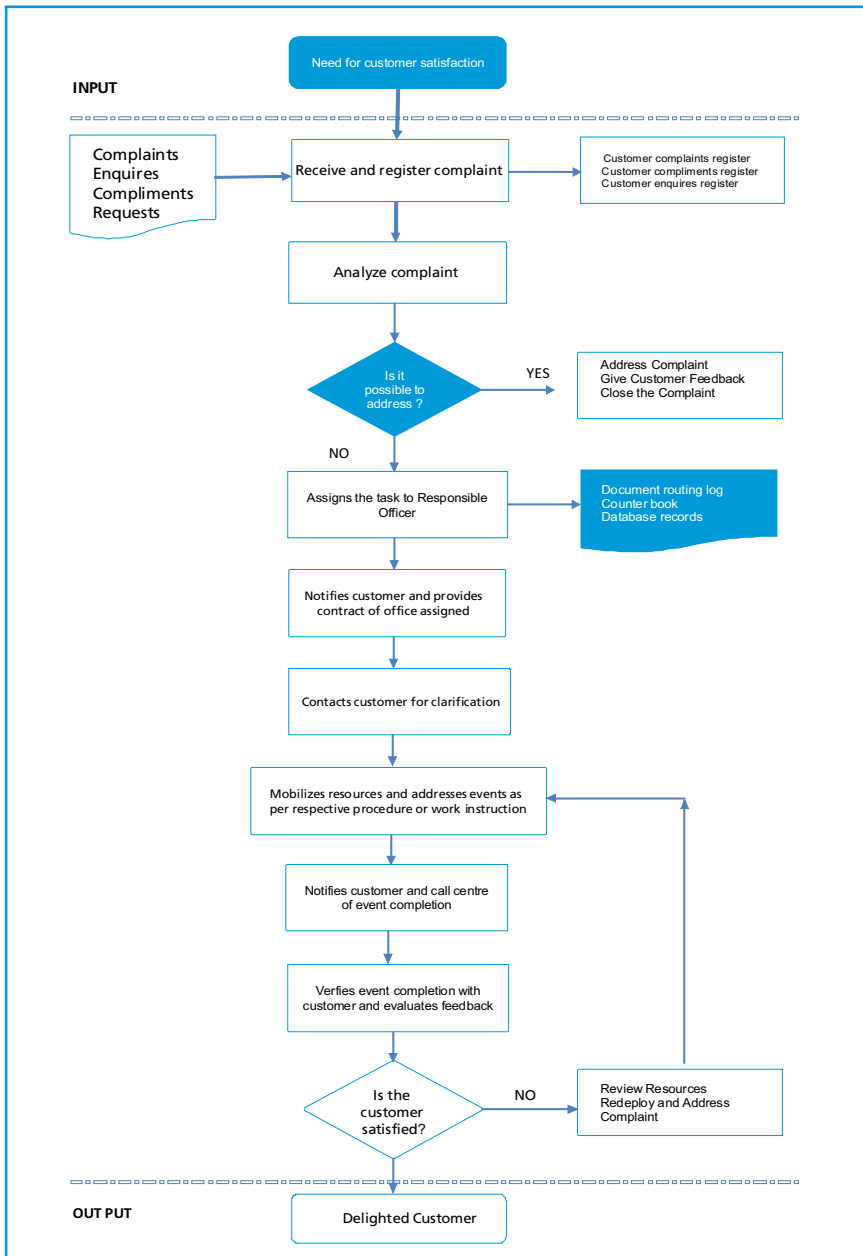 Need for customer satisfaction
INPUT
Complaints
Enquires
Compliments
Requests
Receive and register complaint
Customer complaints register
Customer compliments register
Customer enquires register
Analyze complaint
Is it
possible to
address ?
YES
Address Complaint
Give Customer Feedback
Close the Complaint
NO
Assigns the task to Responsible
Officer
Document routing log
Counter book
Database records
Notifies customer and provides
contract of office assigned
Contacts customer for clarification
Mobilizes resources and addresses events as
per respective procedure or work instruction
Notifies customer and call centre
of event completion
Verfies event completion with
customer and evaluates feedback
Is the
customer
satisfied?
NO
Review Resources
Redeploy and Address
Complaint
OUT PUT
Delighted Customer